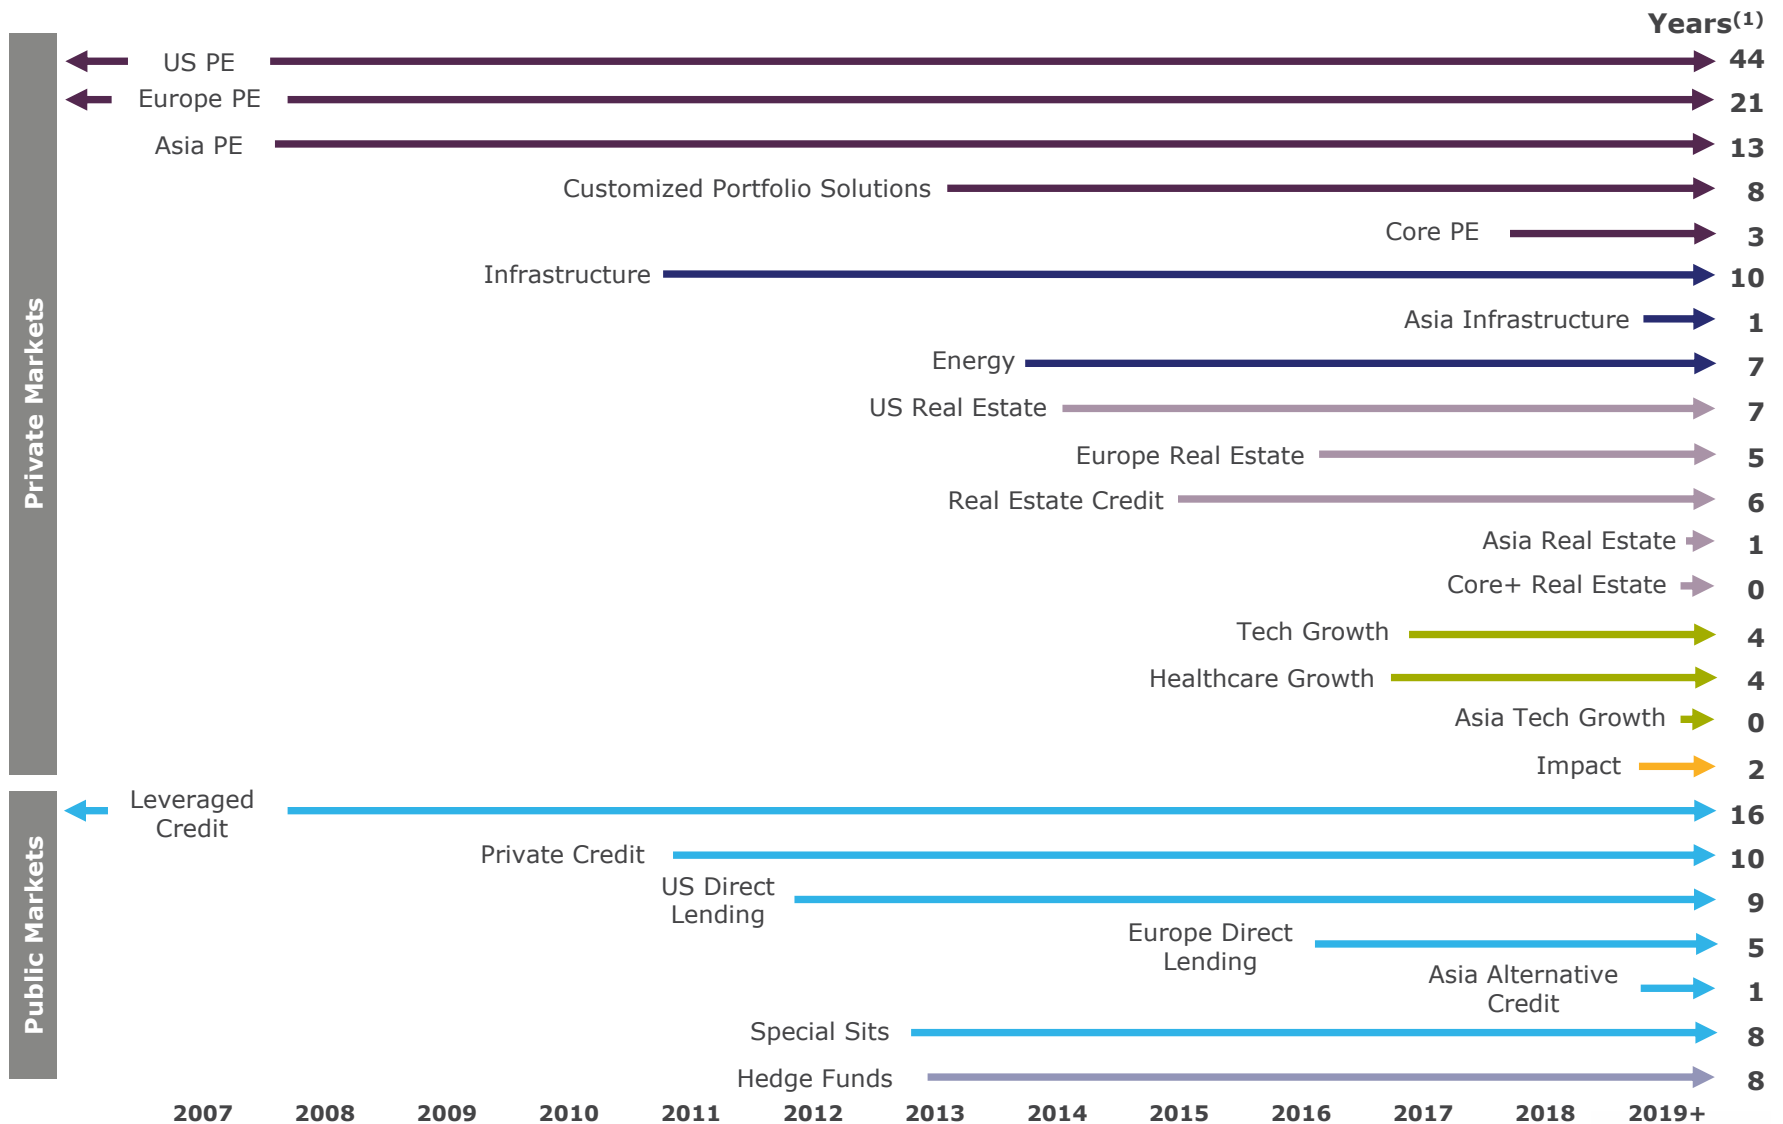 Years(1)
US PE 44
Europe PE 21
Asia PE 13
Customized Portfolio Solutions 8
Core PE 3
Infrastructure 10
Asia Infrastructure 1
Energy 7
US Real Estate 7
Europe Real Estate 5
Real Estate Credit 6
Asia Real Estate 1
Core+ Real Estate 0
Tech Growth 4
Healthcare Growth 4
Asia Tech Growth 0
Impact 2
Private Markets
Leveraged
Credit 16
Private Credit 10
US Direct
Lending 9
Europe Direct
Lending 5
Asia Alternative
Credit 1
Special Sits 8
Hedge Funds 8
Public Markets
2007 2008 2009 2010 2011 2012 2013 2014 2015 2016 2017 2018 2019+